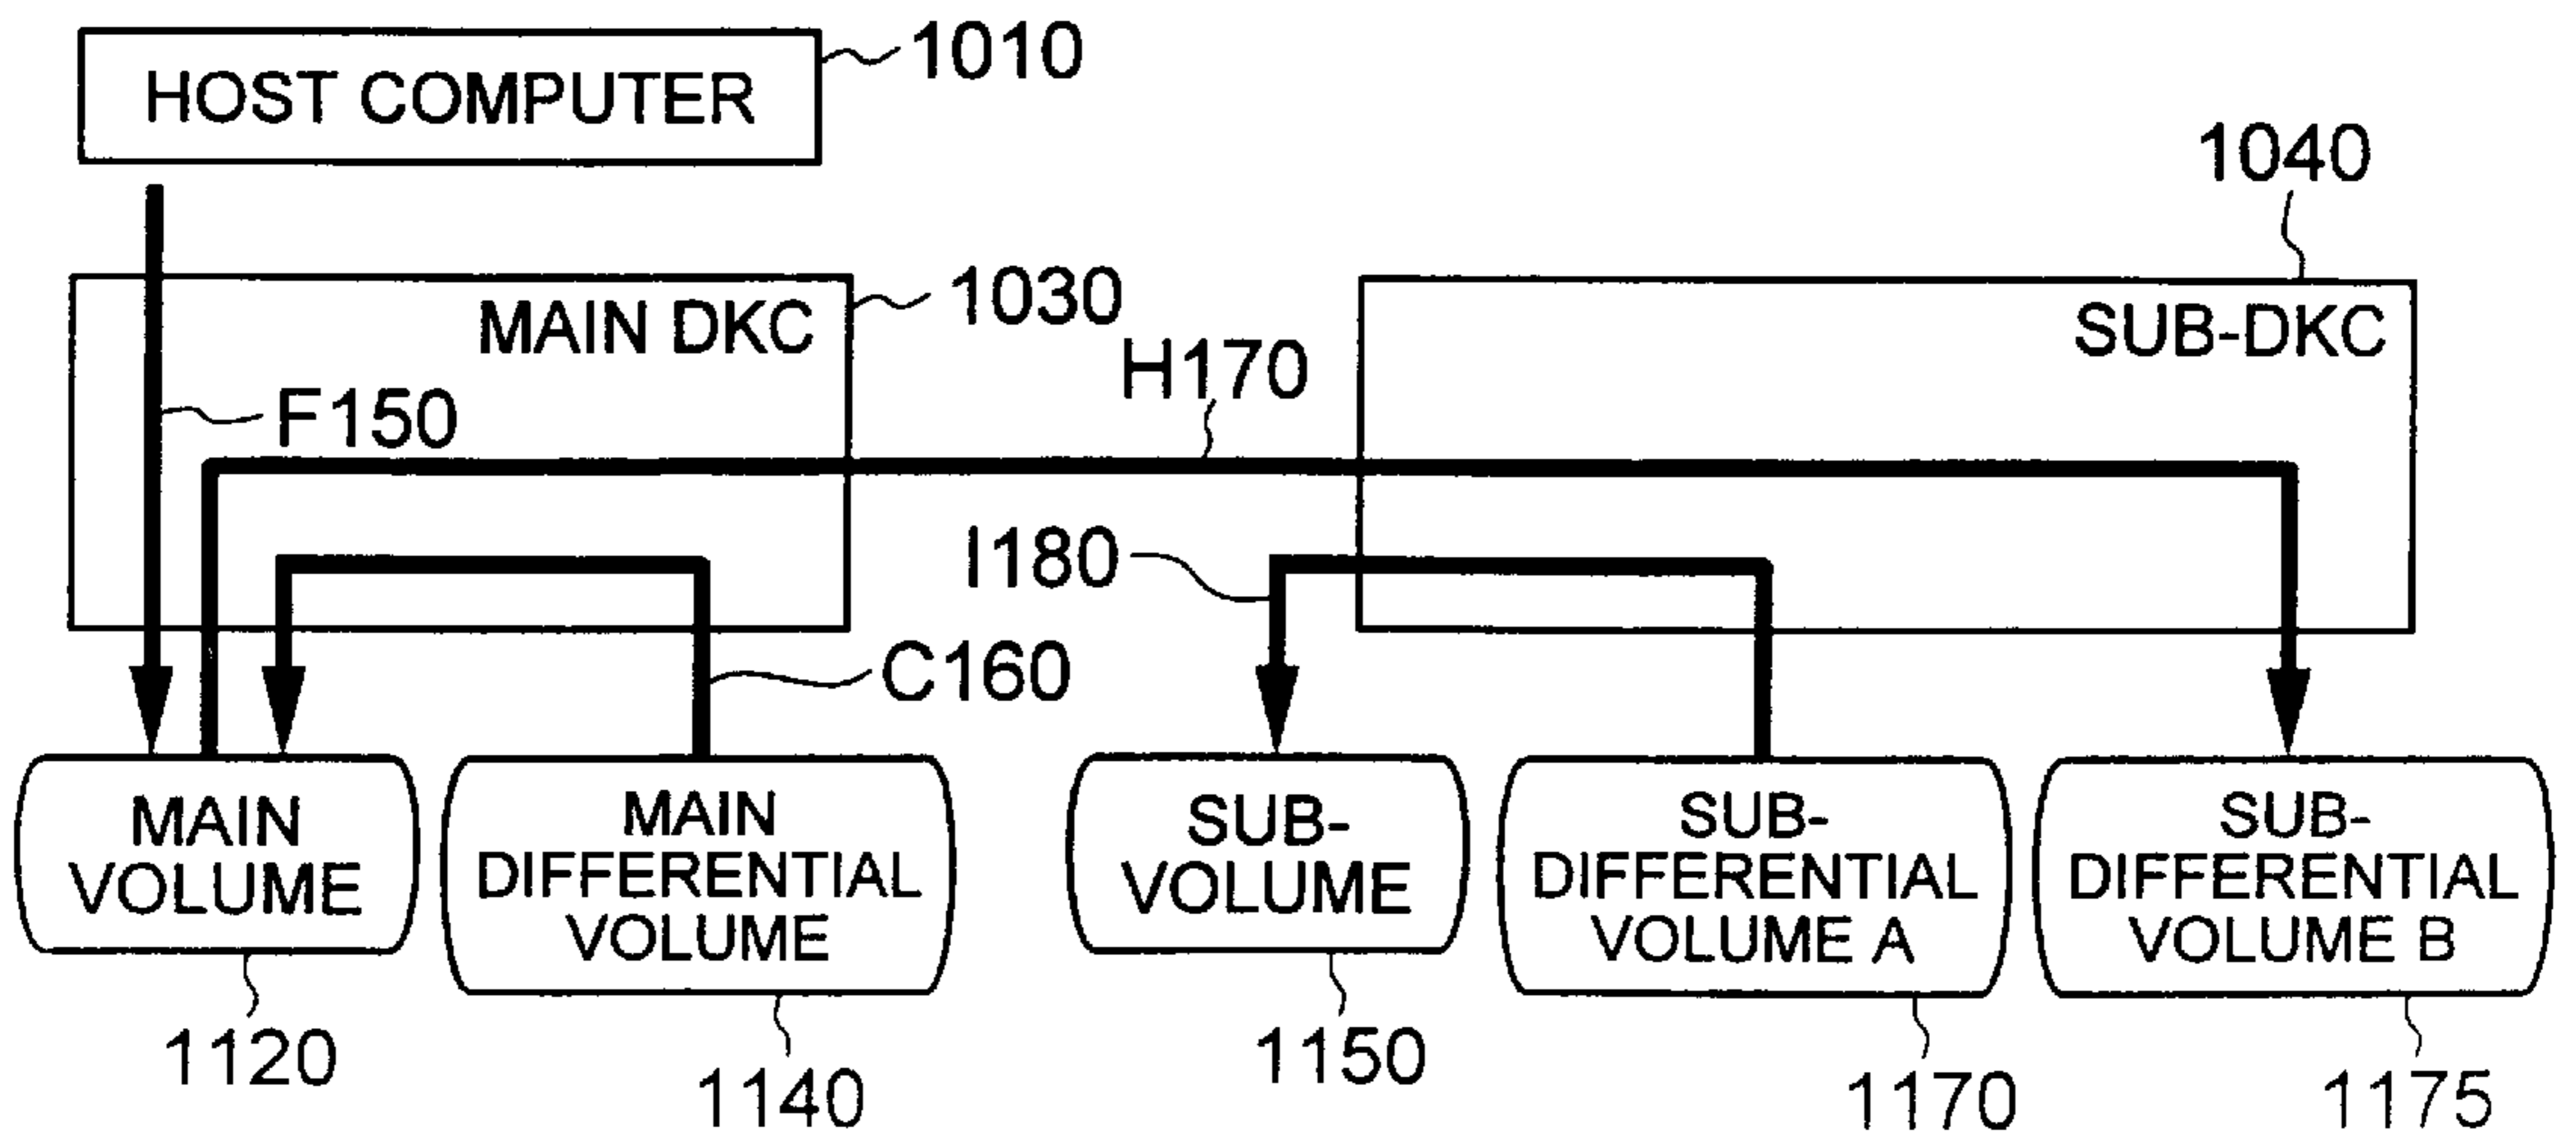 HOST COMPUTER
1010
1040
MAIN DKC
1030
SUB-DKC
H170
F150
I180
C160
MAIN
VOLUME
MAIN
DIFFERENTIAL
VOLUME
SUB-
VOLUME
SUB-
DIFFERENTIAL
VOLUME A
SUB-
DIFFERENTIAL
VOLUME B
1120
1140
1150
1170
1175